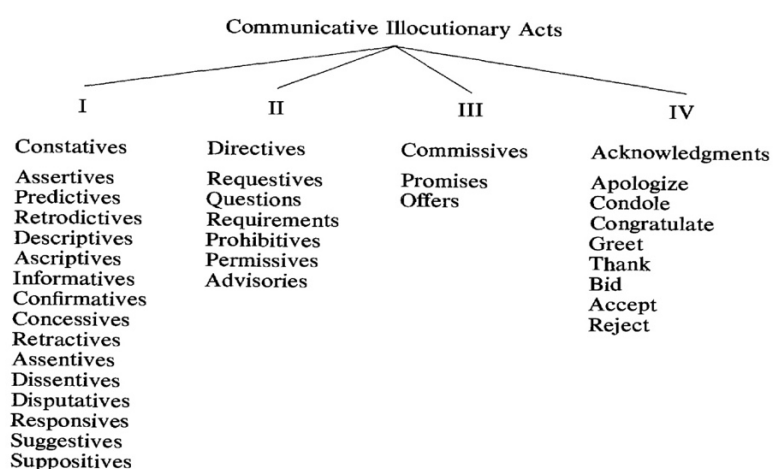 Communicative Illocutionary Acts
I
II
III
IV
Constatives
Assertives
Predictives
Retrodictives
Descriptives
Ascriptives
Informatives
Confirmatives
Concessives
Retractives
Assentives
Dissentives
Disputatives
Responsives
Suggestives
Suppositives
Directives
Requestives
Questions
Requirements
Prohibitives
Permissives
Advisories
Commissives
Promises
Offers
Acknowledgments
Apologize
Condole
Congratulate
Greet
Thank
Bid
Accept
Reject